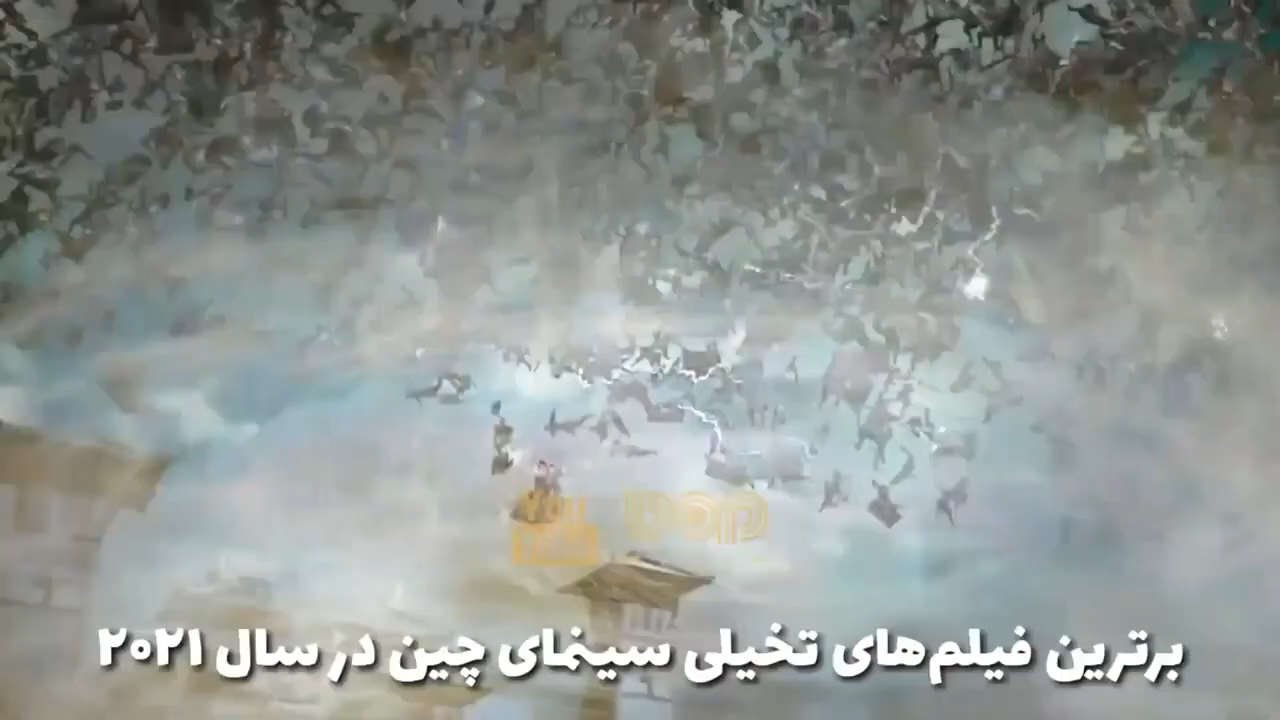 برترین فیلم‌های تخیلی سینمای چین در سال ۲۰۲۱